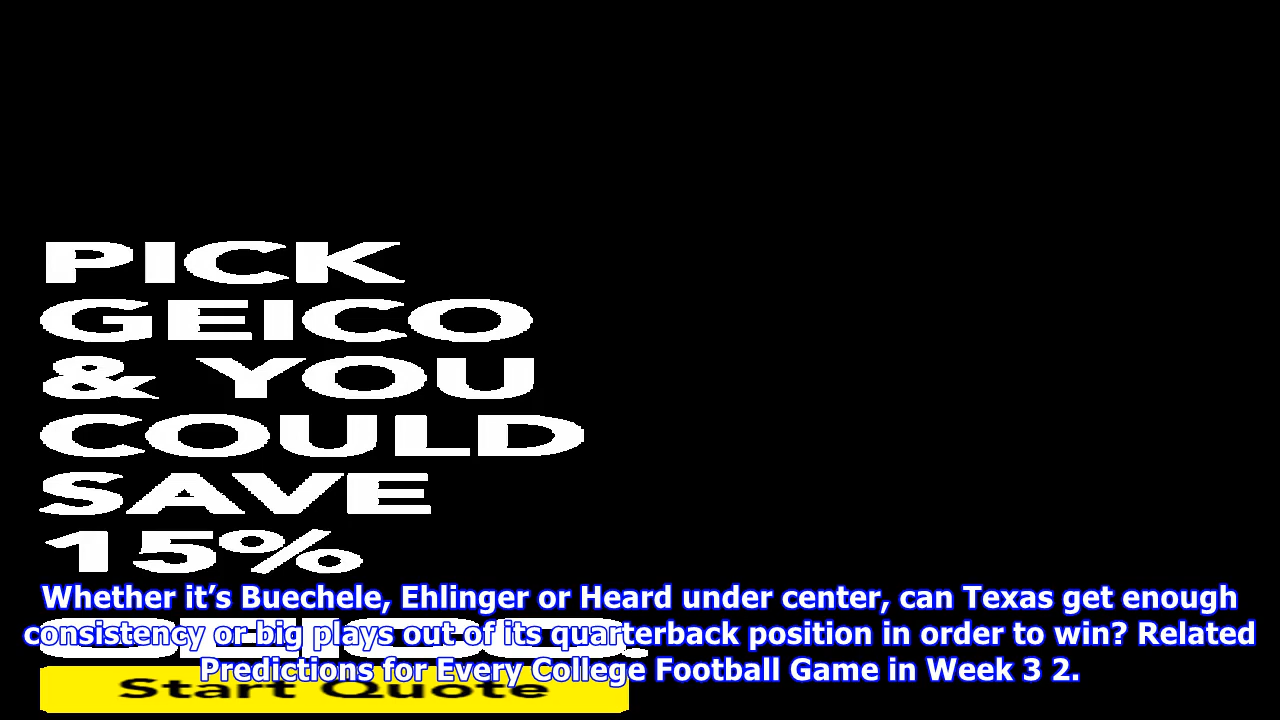 PICK
GEICO
& YOU
COULD
SAVE
15%
GEICO.
Whether it’s Buechele, Ehlinger or Heard under center, can Texas get enough
consistency or big plays out of its quarterback position in order to win? Related
Predictions for Every College Football Game in Week 3 2.
Start Quote